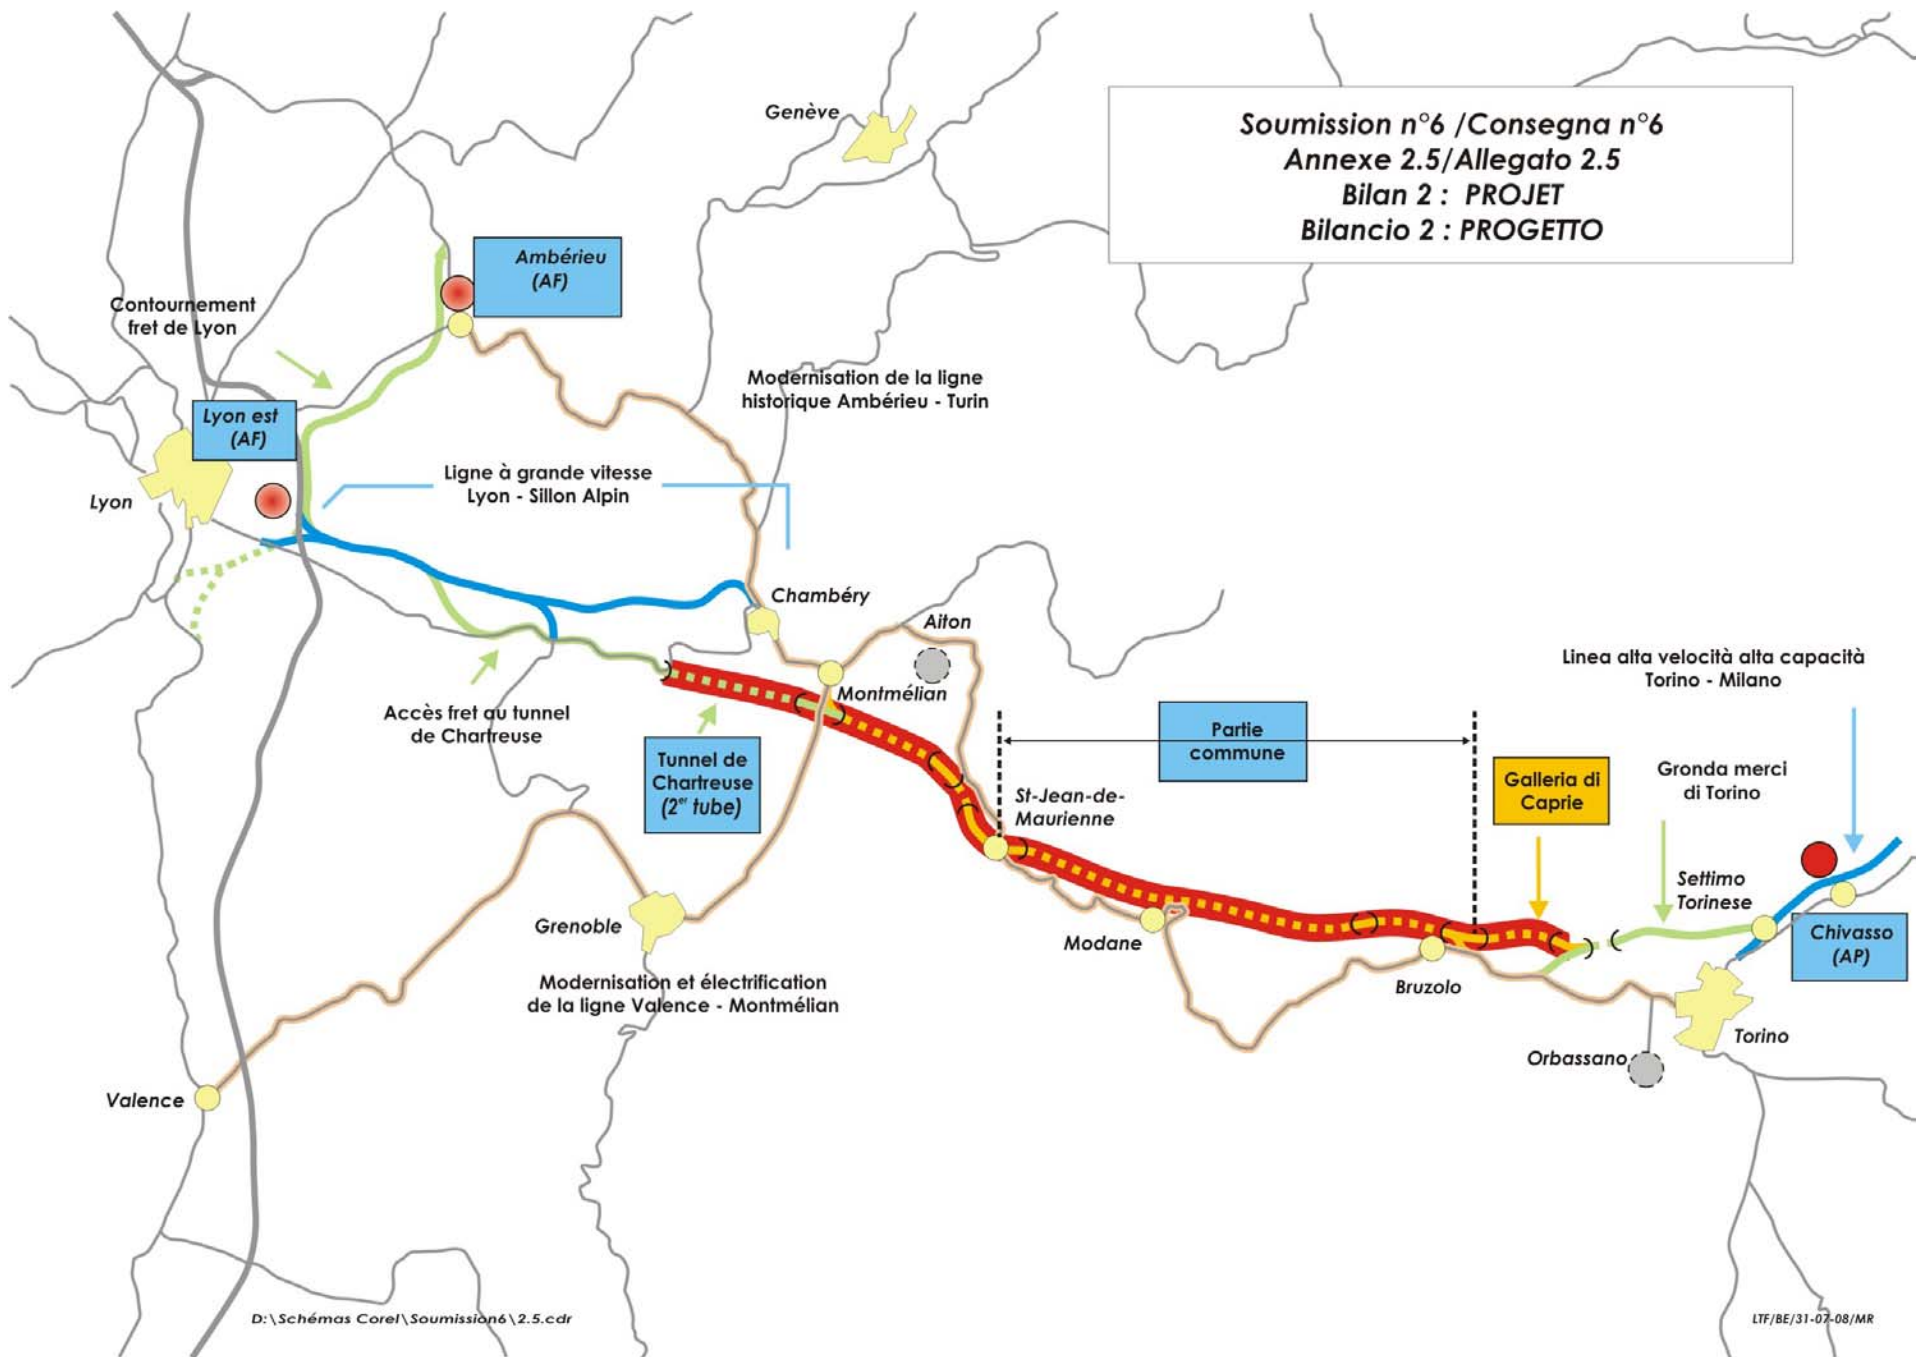 Genève
Soumission n°6 /Consegna n°6
Annexe 2.5/Allegato 2.5
Bilan 2 : PROJET
Bilancio 2 : PROGETTO
Ambérieu
(AF)
Contournement
fret de Lyon
Modernisation de la ligne
historique Ambérieu - Turin
Lyon est
(AF)
Ligne à grande vitesse
Lyon - Sillon Alpin
Lyon
Chambéry
Aiton
Linea alta velocità alta capacità
Torino - Milano
Montmélian
Accès fret au tunnel
de Chartreuse
Partie
commune
Tunnel de
Chartreuse
(2er tube)
Galleria di
Caprie
Gronda merci
di Torino
St-Jean-de-
Maurienne
Settimo
Torinese
Grenoble
Modane
Chivasso
(AP)
Modernisation et électrification
de la ligne Valence - Montmélian
Bruzolo
Torino
Orbassano
Valence
D:\Schémas Corel\Soumission6\2.5.cdr
LTF/BE/31-07-08/MR